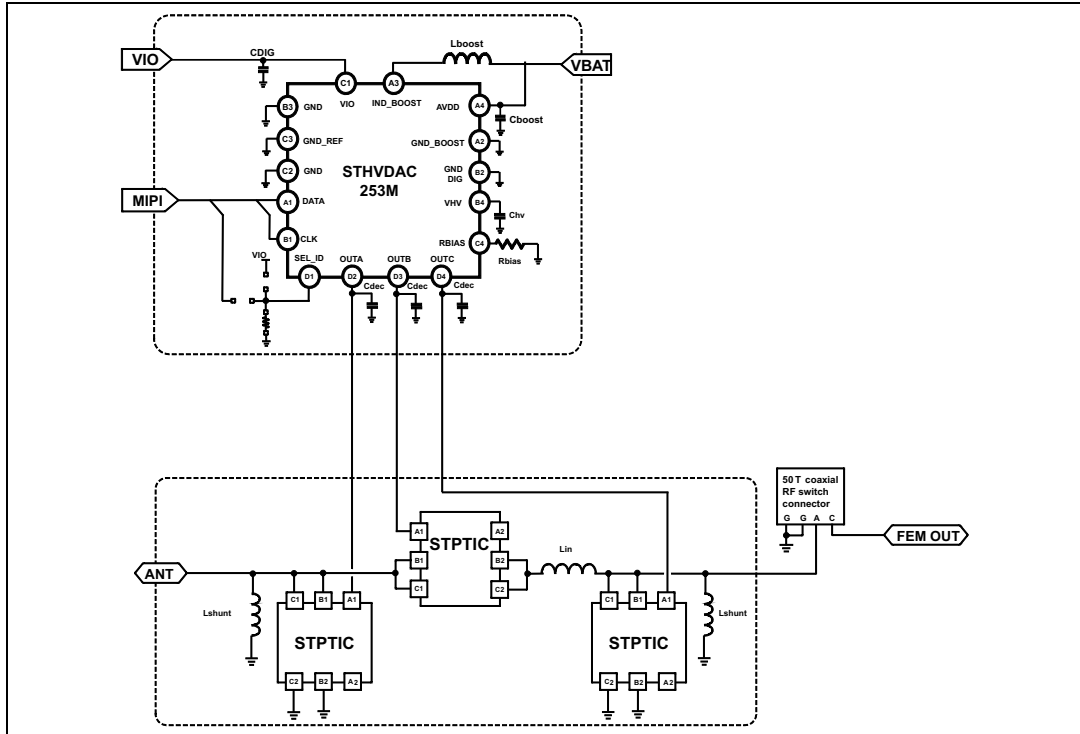 Lboost
VIO
CDIG
VBAT
C1
A3
VIO
IND_BOOST
B3
GND
AVDD
A4
Cboost
C3
GND_REF
GND_BOOST
A2
STHVDAC
253M
C2
GND
GND
DIG
B2
MIPI
A1
DATA
VHV
B4
Chv
B1
CLK
RBIAS
C4
Rbias
VIO
SEL_ID
OUTA
OUTB
OUTC
D1
D2
D3
D4
Cdec
Cdec
Cdec
50 T coaxial
RF switch
connector
G G A C
FEM OUT
A1
A2
STPTIC
B1
B2
Lin
ANT
C1
C2
C1
B1
A1
C1
B1
A1
Lshunt
Lshunt
STPTIC
STPTIC
C2
B2
A2
C2
B2
A2